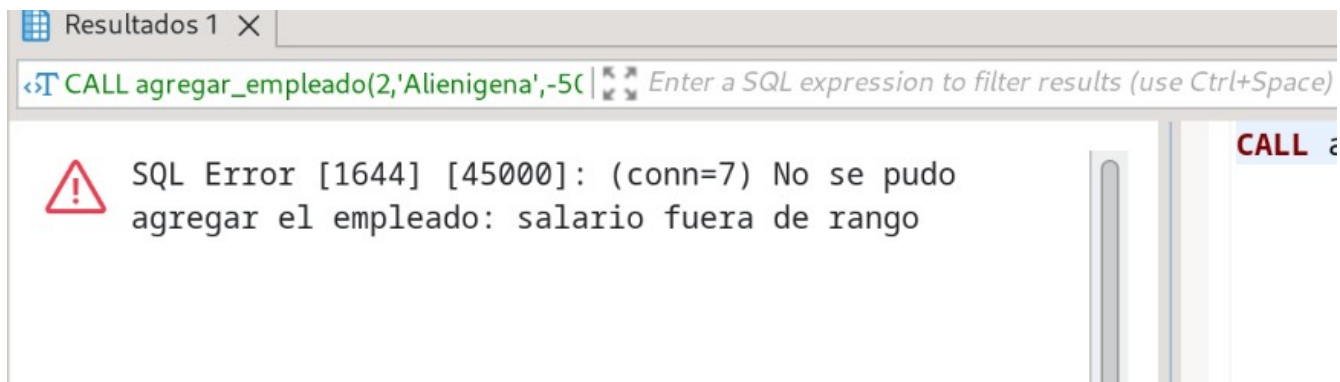 Resultados 1
CALL agregar_empleado(2,'Alienigena',-5( Enter a SQL expression to filter results (use Ctrl+Space)
SQL Error [1644] [45000]: (conn=7) No se pudo
agregar el empleado: salario fuera de rango
CALL a